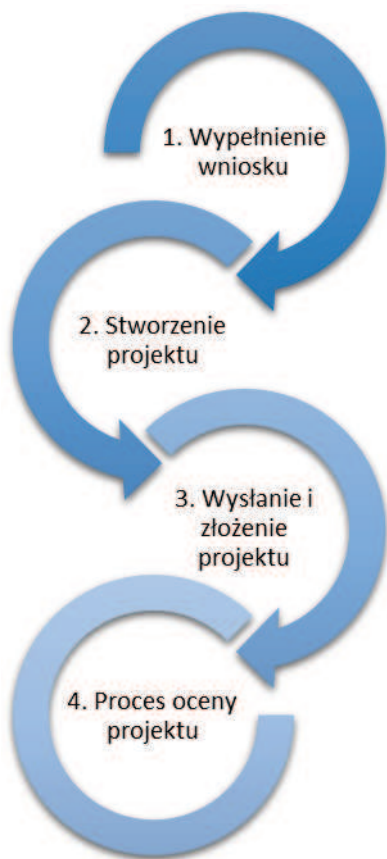 1. Wypełnienie
wniosku
2. Stworzenie
projektu
3. Wysłanie i
złożenie
projektu
4. Proces oceny
projektu